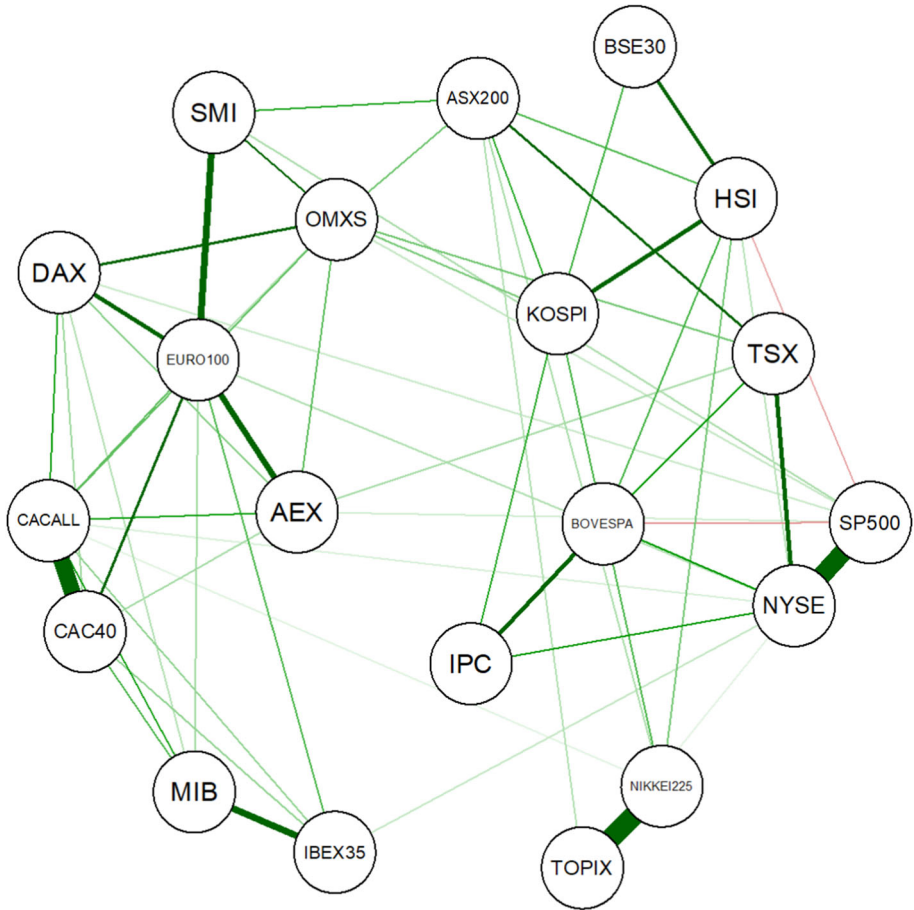 BSE30
ASX200
SMI
HSI
OMXS
DAX
KOSPI
TSX
EURO100
AEX
CACALL
BOVESPA
SP500
NYSE
CAC40
IPC
NIKKEI225
MIB
IBEX35
TOPIX